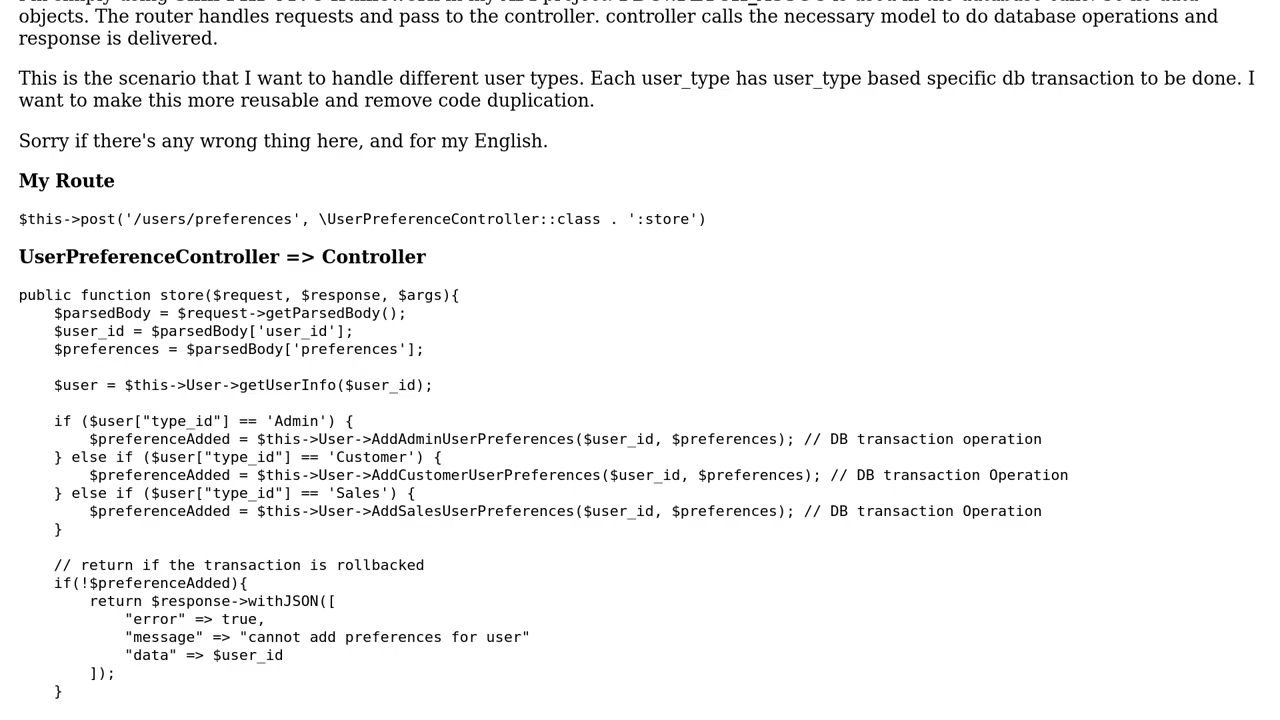 objects. The router handles requests and pass to the controller. controller calls the necessary model to do database operations and
response is delivered.
This is the scenario that I want to handle different user types. Each user_type has user_type based specific db transaction to be done. I
want to make this more reusable and remove code duplication.
Sorry if there's any wrong thing here, and for my English.
My Route
$this->post('/users/preferences', \UserPreferenceController::class . ':store')
UserPreferenceController => Controller
public function store($request, $response, $args){
    $parsedBody = $request->getParsedBody();
    $user_id = $parsedBody['user_id'];
    $preferences = $parsedBody['preferences'];
    $user = $this->User->getUserInfo($user_id);
    if ($user["type_id"] == 'Admin') {
        $preferenceAdded = $this->User->AddAdminUserPreferences($user_id, $preferences); // DB transaction operation
    } else if ($user["type_id"] == 'Customer') {
        $preferenceAdded = $this->User->AddCustomerUserPreferences($user_id, $preferences); // DB transaction Operation
    } else if ($user["type_id"] == 'Sales') {
        $preferenceAdded = $this->User->AddSalesUserPreferences($user_id, $preferences); // DB transaction Operation
    }
    // return if the transaction is rollbacked
    if(!$preferenceAdded){
        return $response->withJSON([
            "error" => true,
            "message" => "cannot add preferences for user"
            "data" => $user_id
        ]);
    }